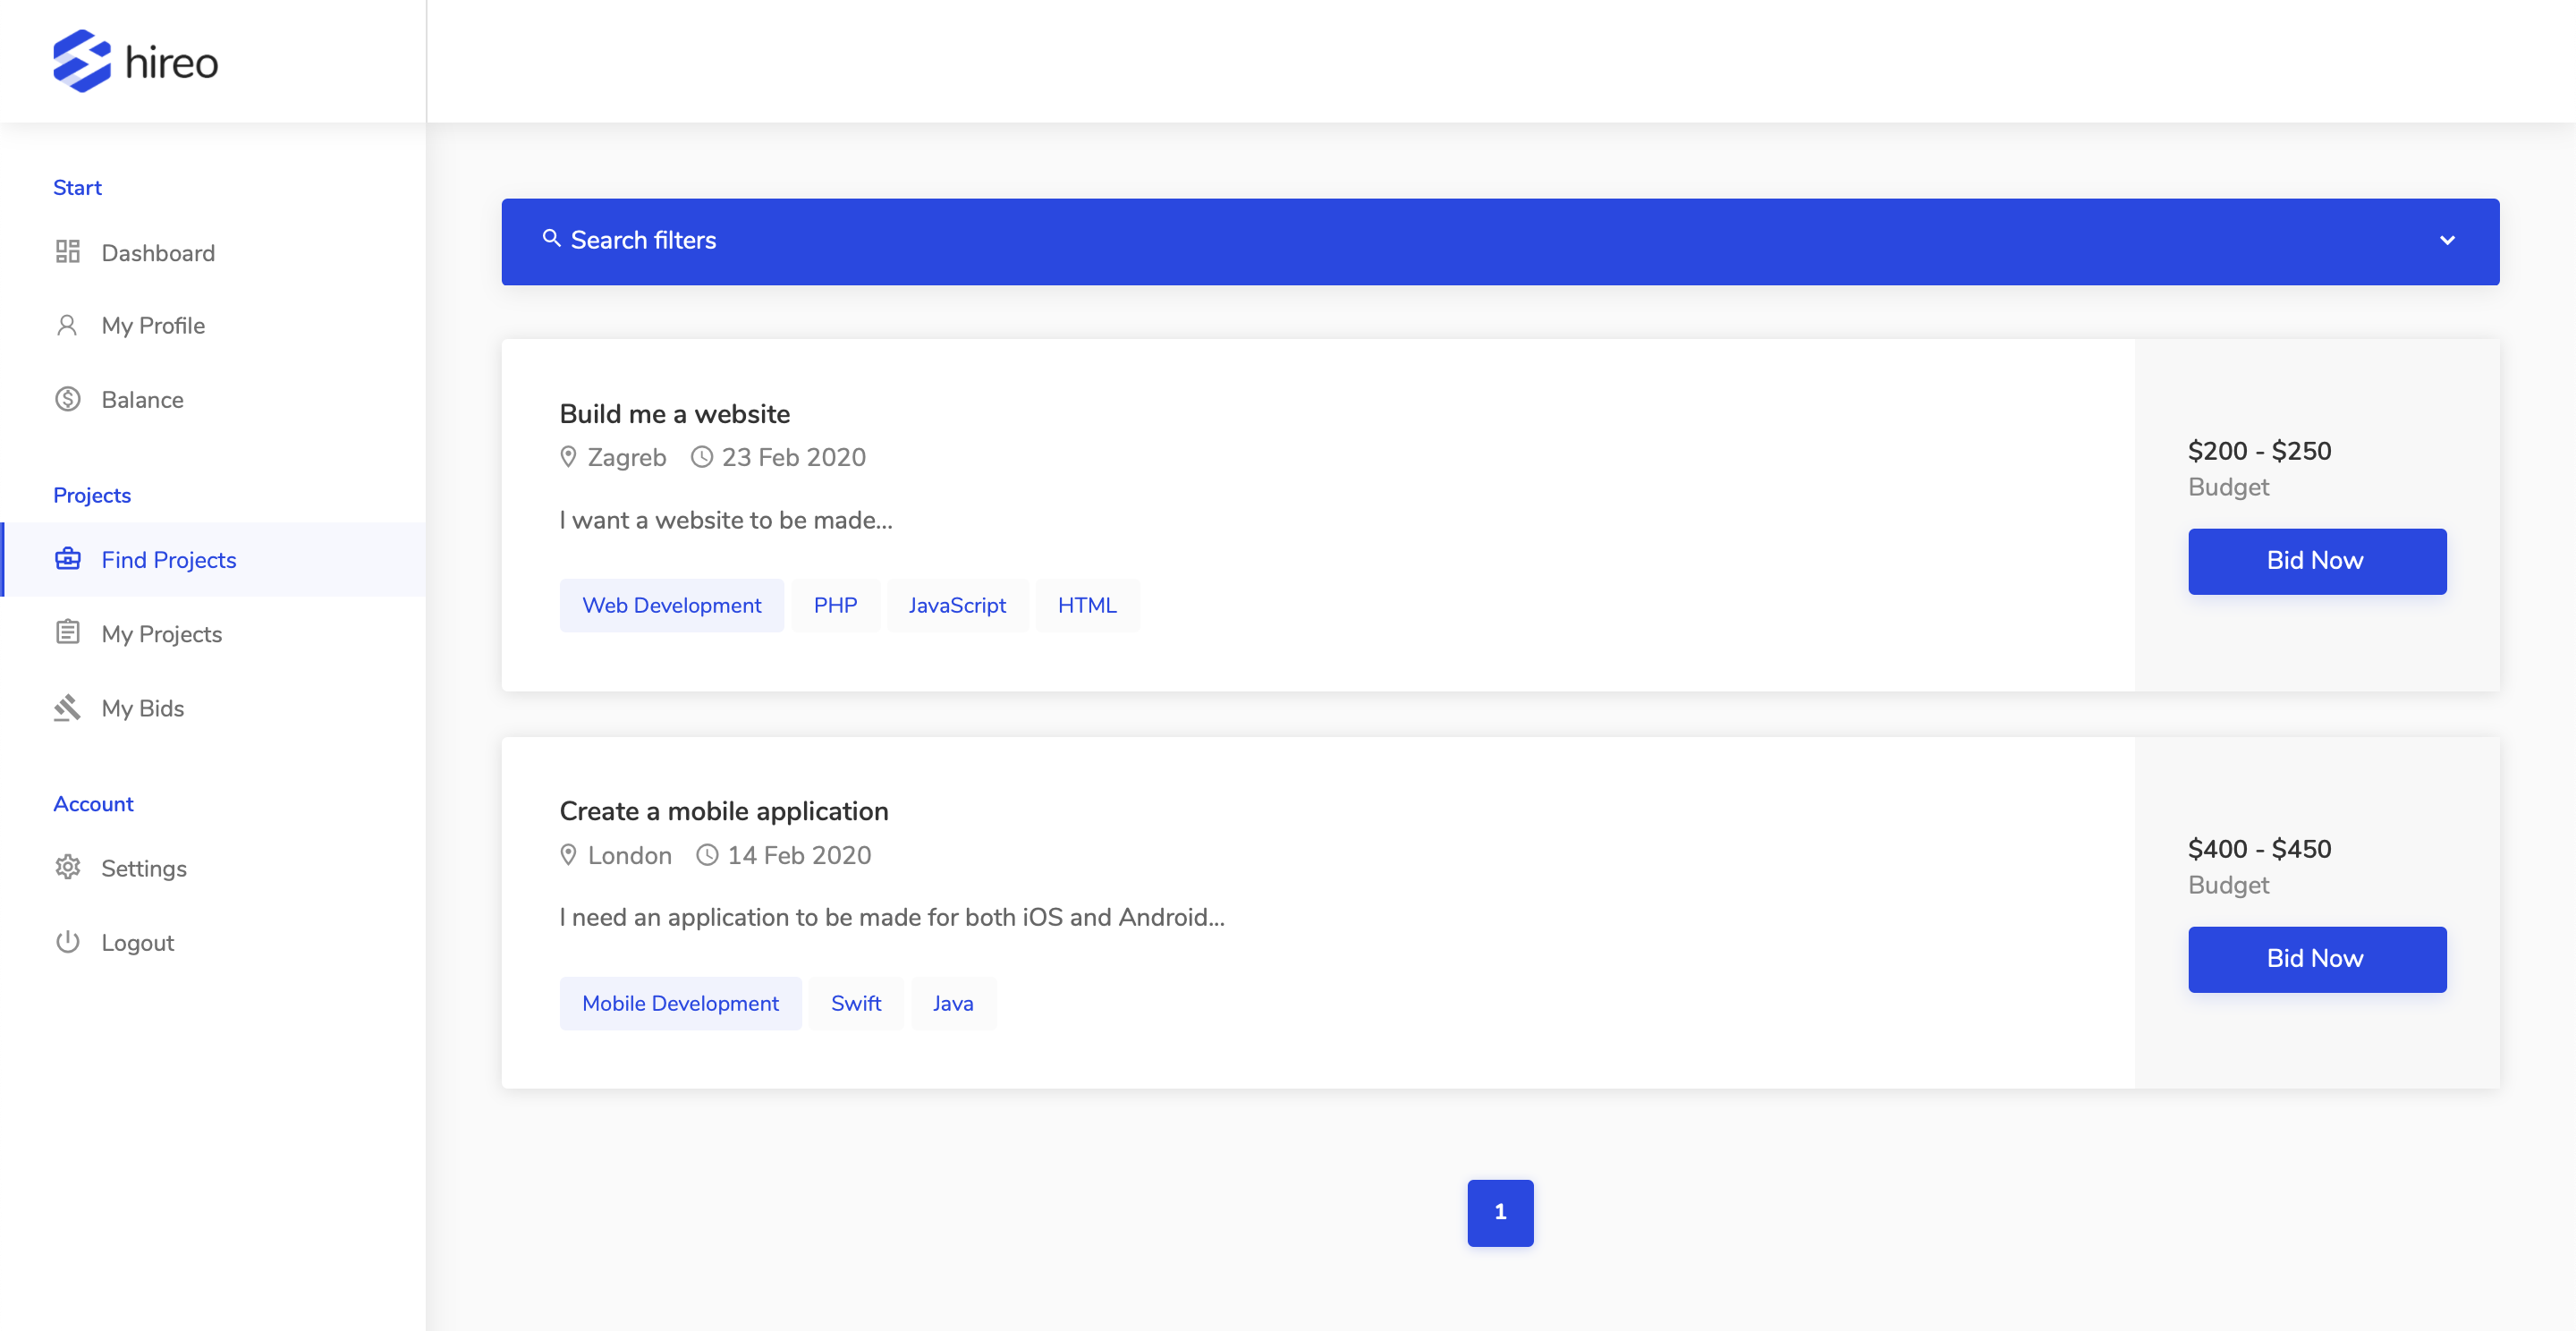 hireo
Start
Dashboard
My Profile
Balance
Projects
Find Projects
My Projects
My Bids
Account
Settings
Logout
Search filters
Build me a website
Zagreb 23 Feb 2020
I want a website to be made...
Web Development PHP JavaScript HTML
$200 - $250
Budget
Bid Now
Create a mobile application
London 14 Feb 2020
I need an application to be made for both iOS and Android...
Mobile Development Swift Java
$400 - $450
Budget
Bid Now
1